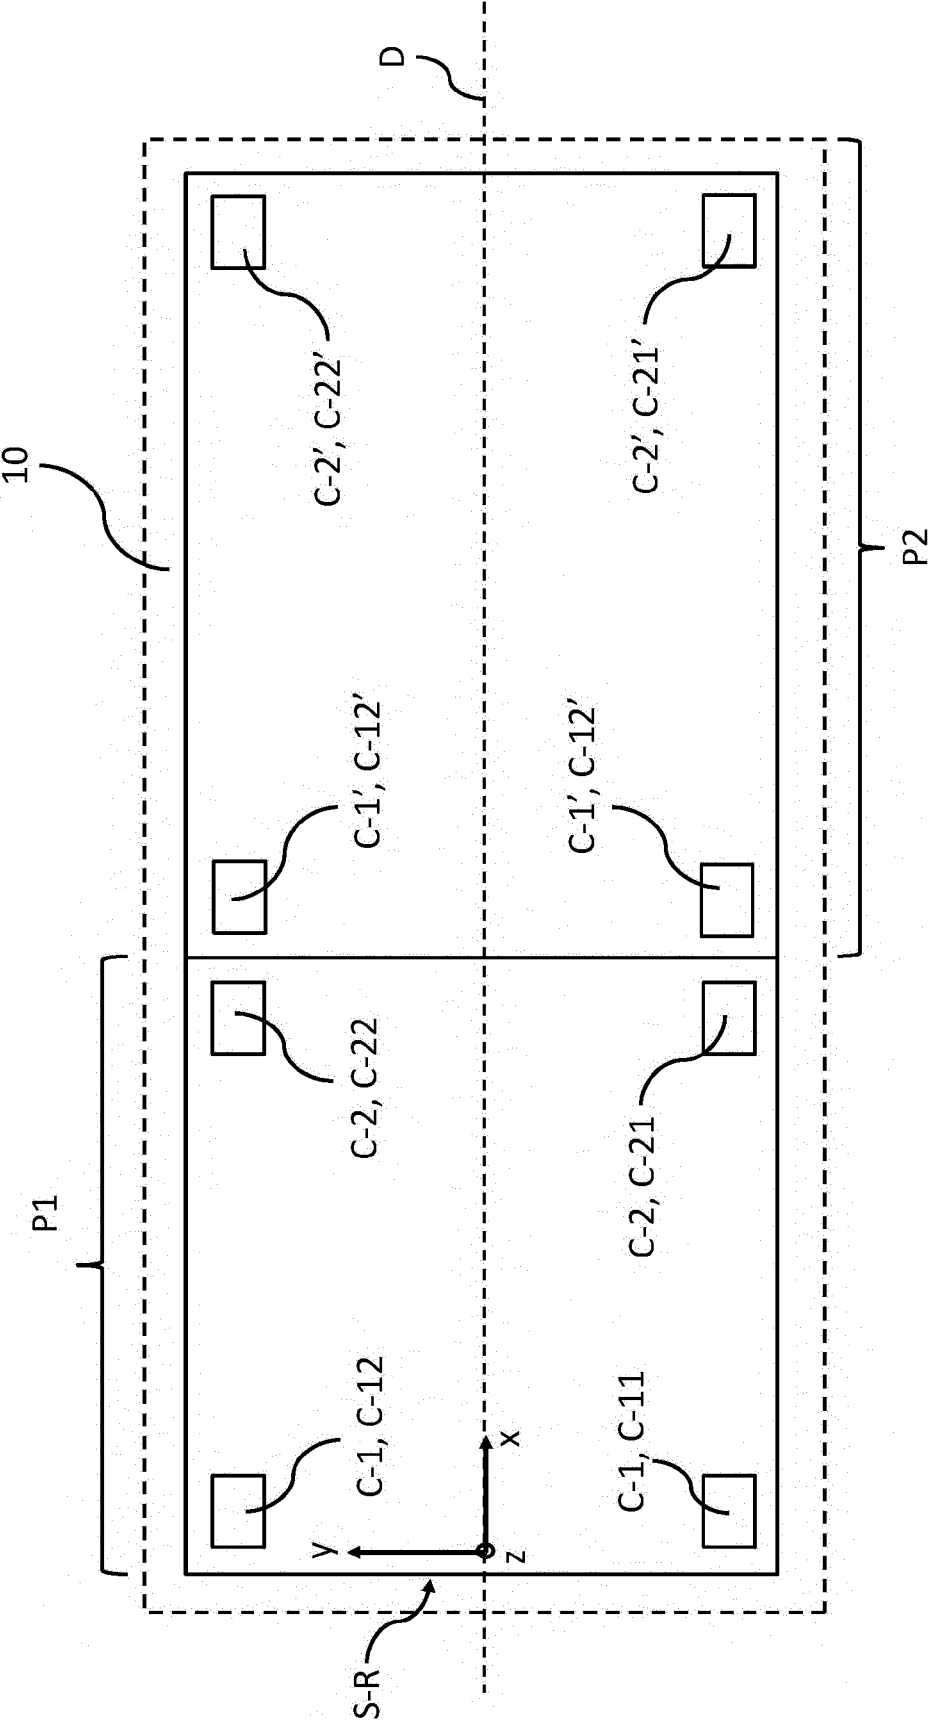 10
P1
y
C-2', C-22'
S-R
C-1, C-12
C-2, C-22
C-1', C-12'
D
z
x
C-1, C-11
C-2, C-21
C-1', C-12'
C-2', C-21'
P2